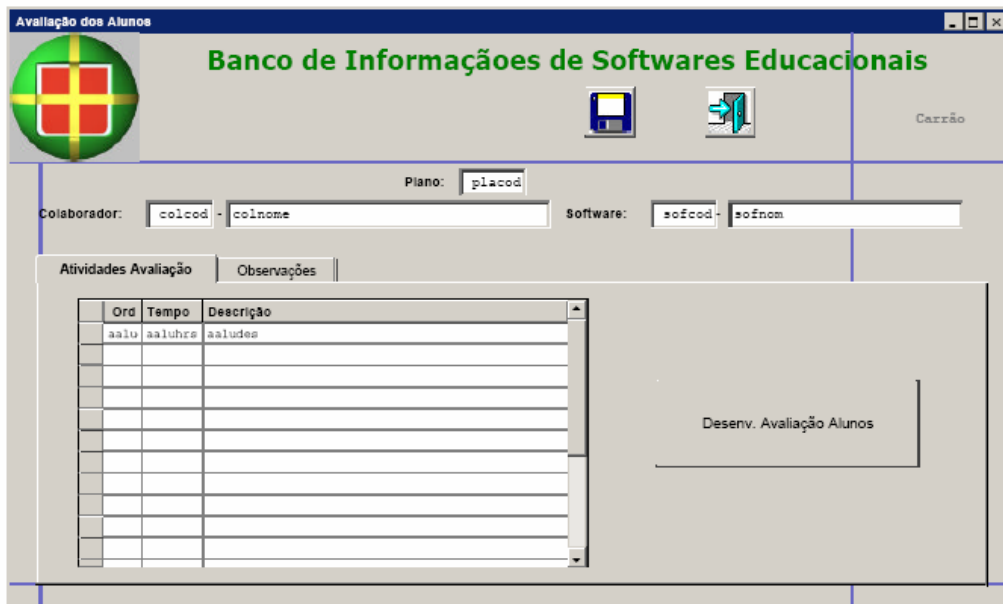 Avaliação dos Alunos
Banco de Informaçãoes de Softwares Educacionais
Carrão
Plano: placod
Colaborador: colcod - colnome Software: sofcod - sofnom
Atividades Avaliação Observações
Ord Tempo Descrição
aalu aaluhrs aaludes
Desenv. Avaliação Alunos